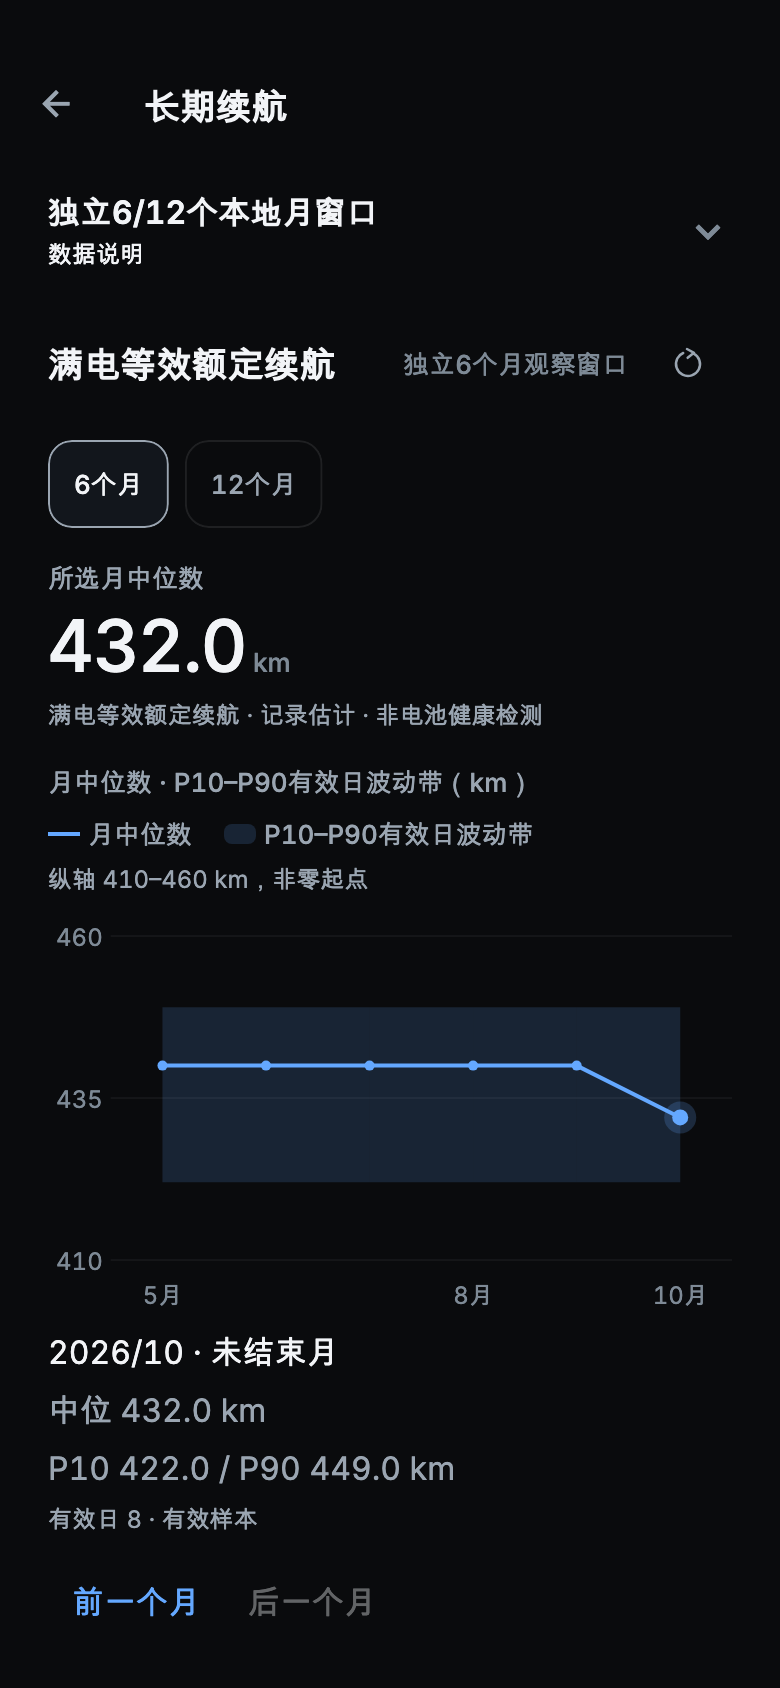 长期续航
独立6/12个本地月窗口
数据说明
满电等效额定续航 独立6个月观察窗口
6个月 12个月
所选月中位数
432.0 km
满电等效额定续航 · 记录估计 · 非电池健康检测
月中位数 · P10–P90有效日波动带（km）
月中位数 P10–P90有效日波动带
纵轴 410–460 km，非零起点
460
435
410
5月 8月 10月
2026/10 · 未结束月
中位 432.0 km
P10 422.0 / P90 449.0 km
有效日 8 · 有效样本
前一个月 后一个月